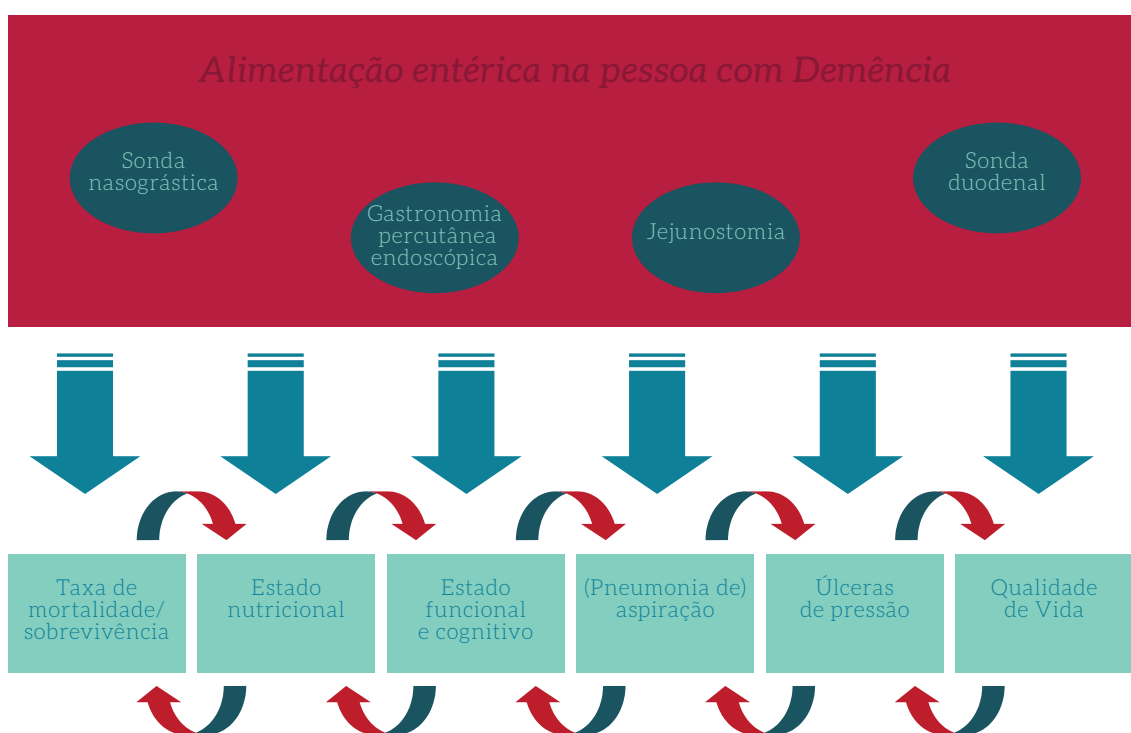 Alimentação entérica na pessoa com Demência
Sonda
nasográstica
Gastronomia
percutânea
endoscópica
Jejunostomia
Sonda
duodenal
Taxa de
mortalidade/
sobrevivência
Estado
nutricional
Estado
funcional
e cognitivo
(Pneumonia de)
aspiração
Úlceras
de pressão
Qualidade
de Vida